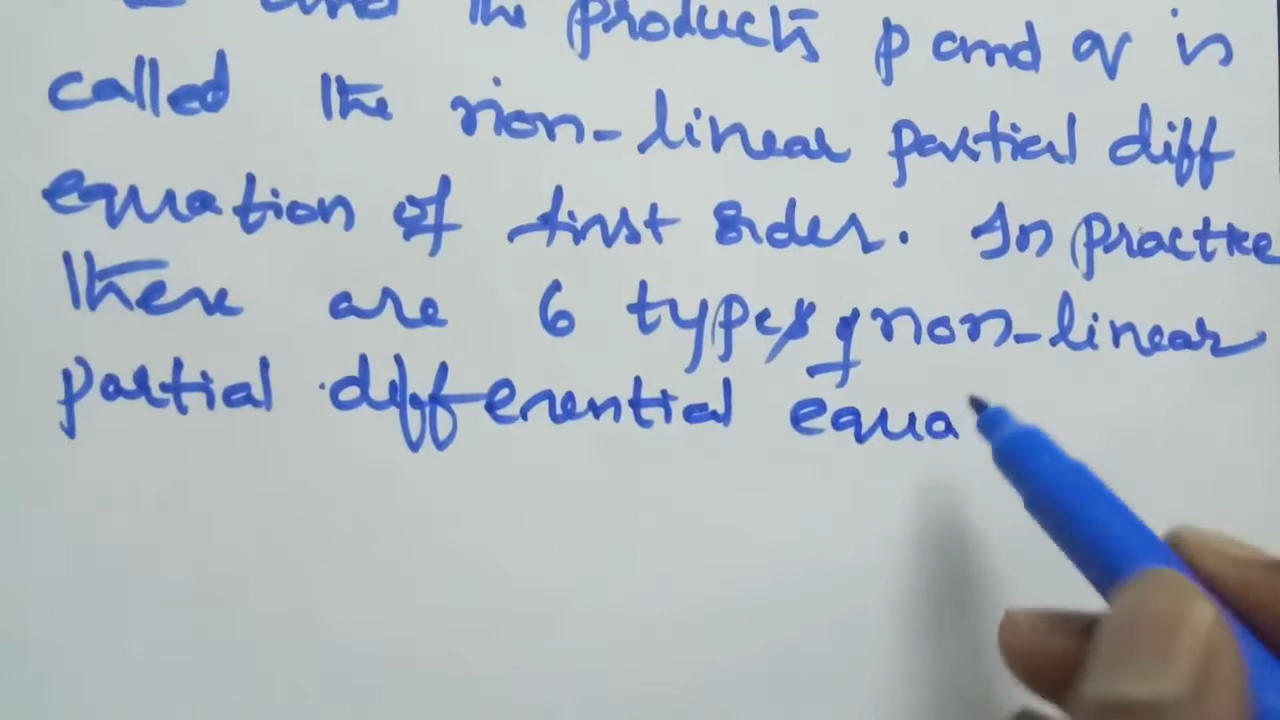 and the products p and q is
called the non-linear partial diff
equation of first order. In practice
there are 6 types of non-linear
partial differential equa